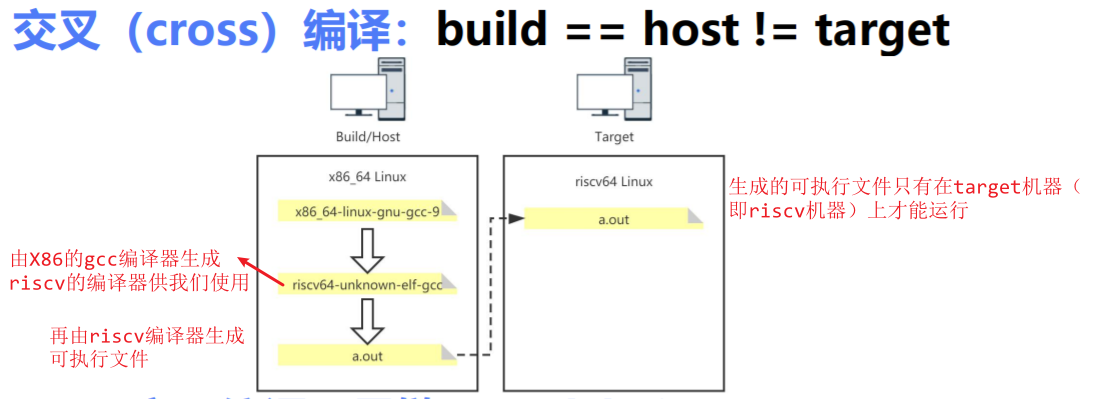 交叉（cross）编译：build == host != target
Build/Host
Target
x86_64 Linux
riscv64 Linux
x86_64-linux-gnu-gcc-9
a.out
生成的可执行文件只有在target机器（
即riscv机器）上才能运行
由X86的gcc编译器生成
riscv的编译器供我们使用
riscv64-unknown-elf-gcc
再由riscv编译器生成
可执行文件
a.out